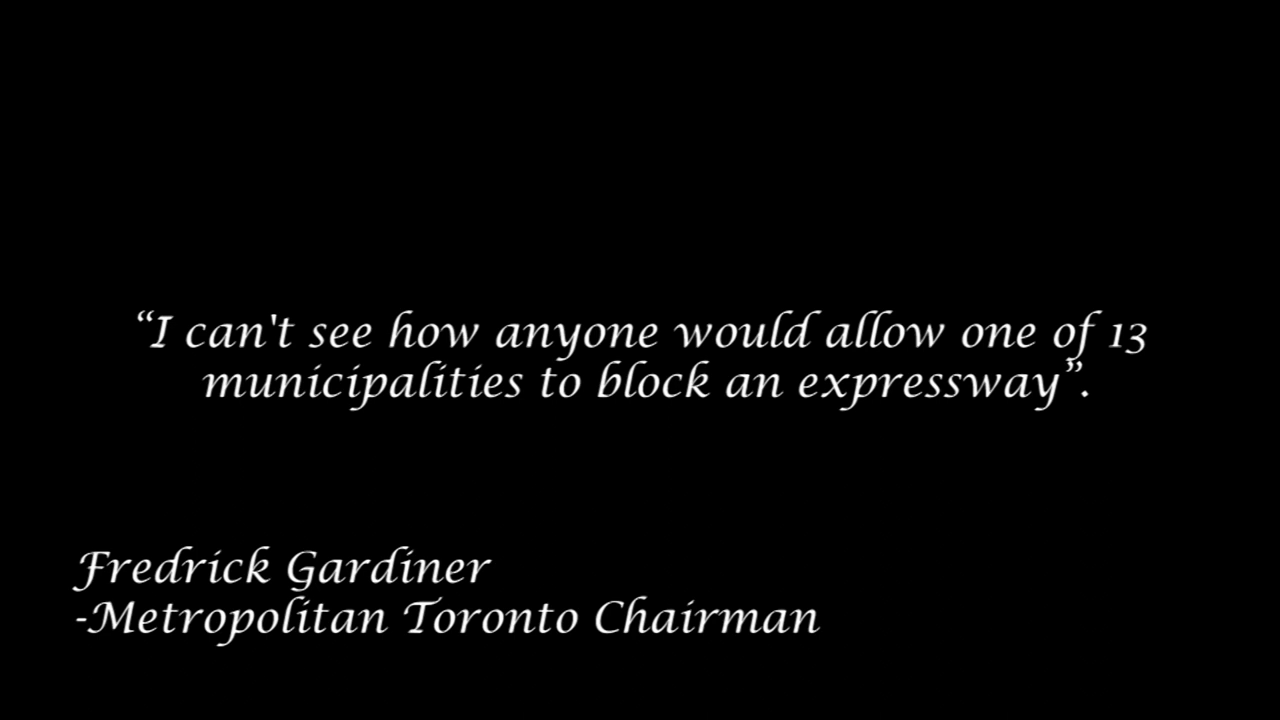 “I can't see how anyone would allow one of 13
municipalities to block an expressway”.
Fredrick Gardiner
-Metropolitan Toronto Chairman